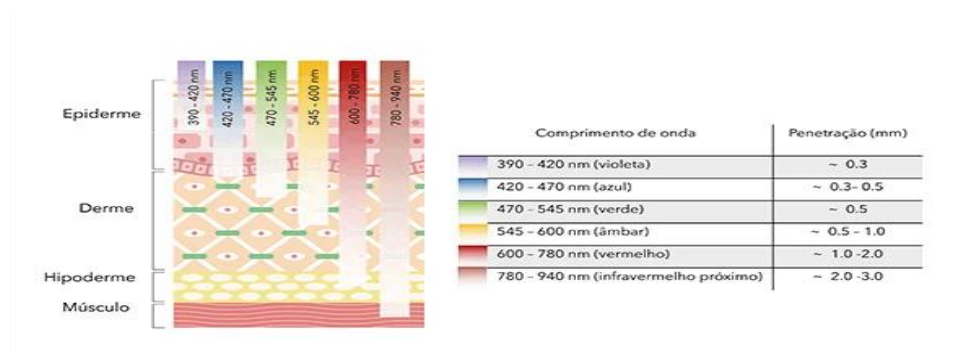 390 - 420 nm
420 - 470 nm
470 - 545 nm
545 - 600 nm
600 - 780 nm
780 - 940 nm
Epiderme
Derme
Hipoderme
Músculo
Comprimento de onda Penetração (mm)
390 - 420 nm (violeta) ~ 0.3
420 - 470 nm (azul) ~ 0.3- 0.5
470 - 545 nm (verde) ~ 0.5
545 - 600 nm (âmbar) ~ 0.5 - 1.0
600 - 780 nm (vermelho) ~ 1.0 -2.0
780 - 940 nm (infravermelho próximo) ~ 2.0 -3.0